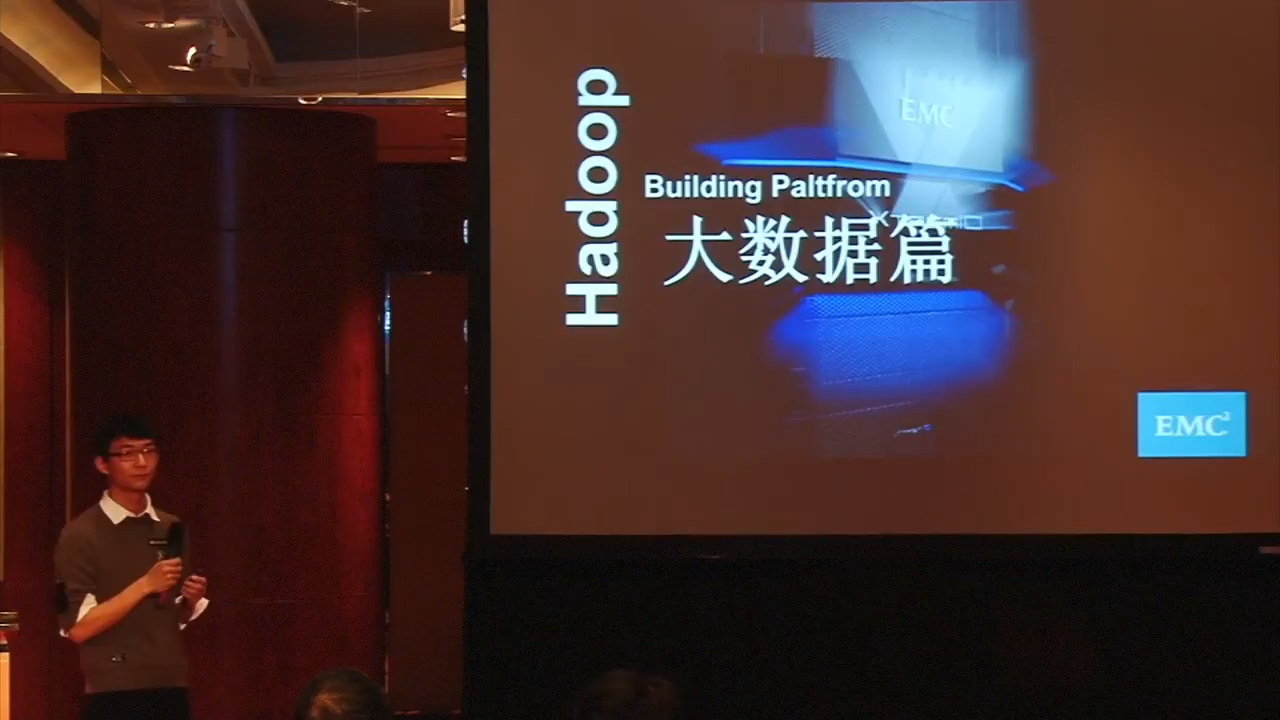 Hadoop
EMC
Building Paltfrom
大数据篇
EMC²